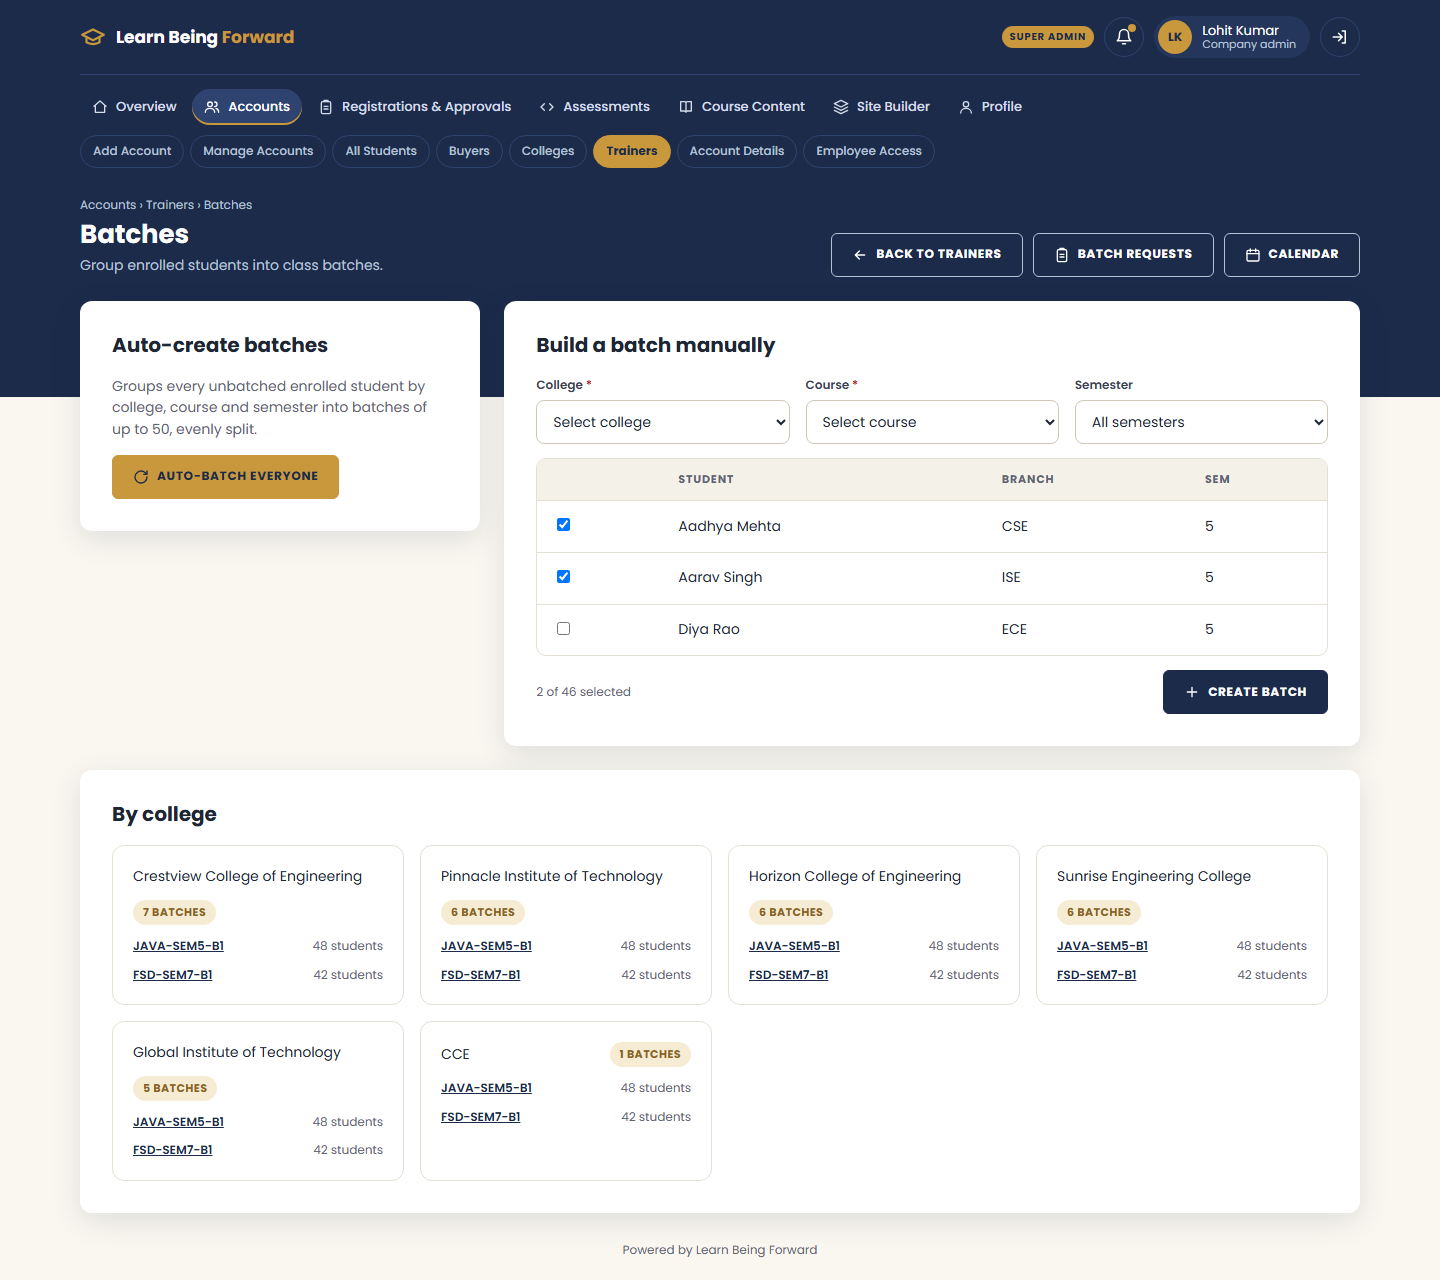 Learn Being Forward
SUPER ADMIN
LK
Lohit Kumar
Company admin
Overview
Accounts
Registrations & Approvals
Assessments
Course Content
Site Builder
Profile
Add Account
Manage Accounts
All Students
Buyers
Colleges
Trainers
Account Details
Employee Access
Accounts › Trainers › Batches
Batches
Group enrolled students into class batches.
BACK TO TRAINERS
BATCH REQUESTS
CALENDAR
Auto-create batches
Groups every unbatched enrolled student by
college, course and semester into batches of
up to 50, evenly split.
AUTO-BATCH EVERYONE
Build a batch manually
College *
Course *
Semester
Select college
Select course
All semesters
STUDENT BRANCH SEM
Aadhya Mehta CSE 5
Aarav Singh ISE 5
Diya Rao ECE 5
2 of 46 selected
CREATE BATCH
By college
Crestview College of Engineering
7 BATCHES
JAVA-SEM5-B1 48 students
FSD-SEM7-B1 42 students
Pinnacle Institute of Technology
6 BATCHES
JAVA-SEM5-B1 48 students
FSD-SEM7-B1 42 students
Horizon College of Engineering
6 BATCHES
JAVA-SEM5-B1 48 students
FSD-SEM7-B1 42 students
Sunrise Engineering College
6 BATCHES
JAVA-SEM5-B1 48 students
FSD-SEM7-B1 42 students
Global Institute of Technology
5 BATCHES
JAVA-SEM5-B1 48 students
FSD-SEM7-B1 42 students
CCE 1 BATCHES
JAVA-SEM5-B1 48 students
FSD-SEM7-B1 42 students
Powered by Learn Being Forward